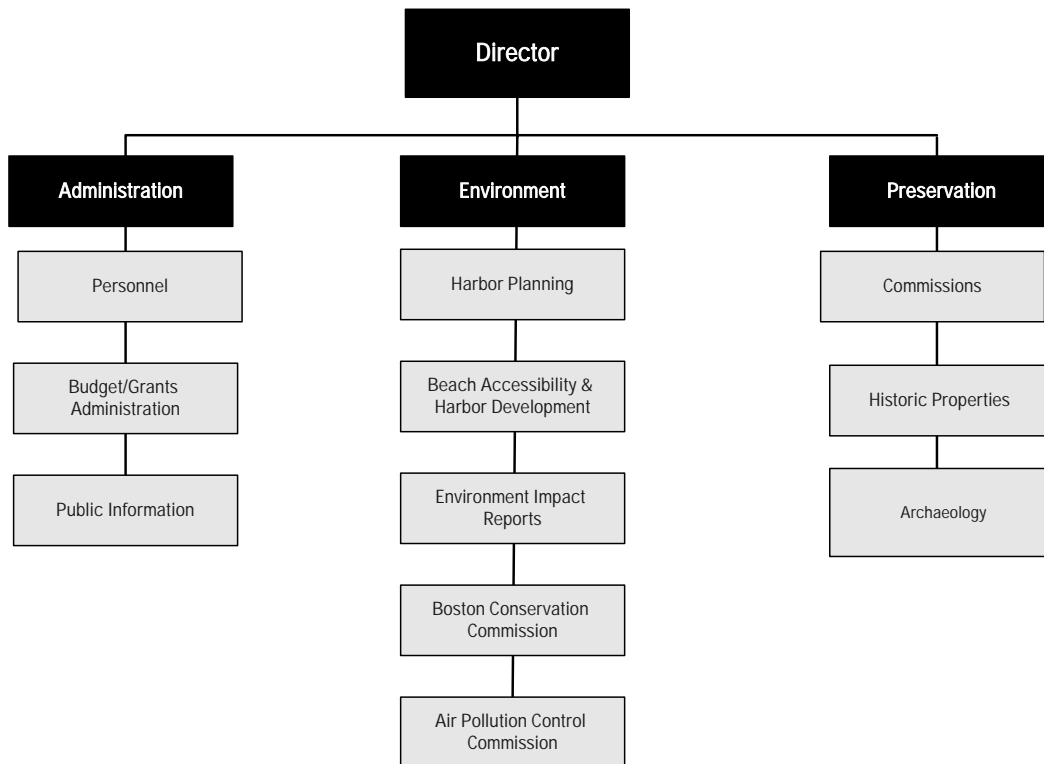 Director
Administration
Environment
Preservation
Personnel
Harbor Planning
Commissions
Budget/Grants
Administration
Beach Accessibility &
Harbor Development
Historic Properties
Public Information
Environment Impact
Reports
Archaeology
Boston Conservation
Commission
Air Pollution Control
Commission